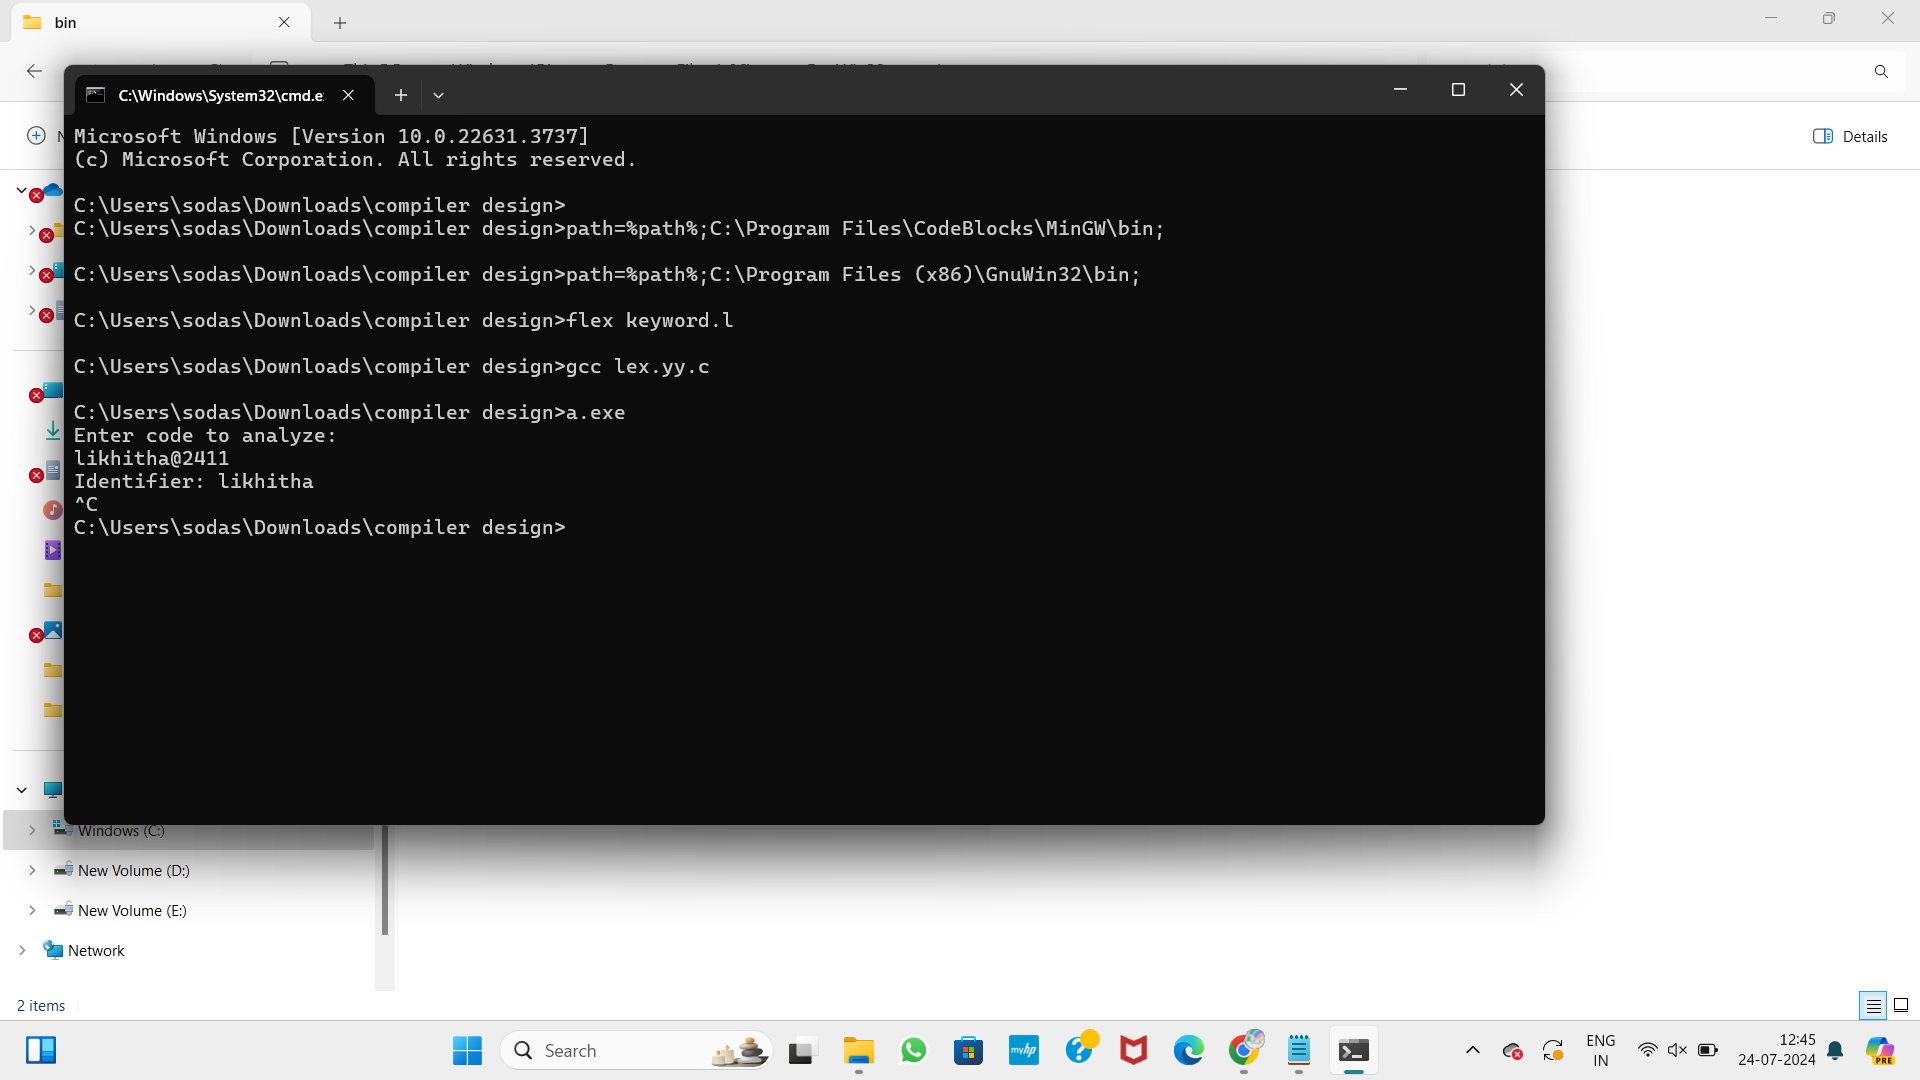 bin
C:\Windows\System32\cmd.e
Microsoft Windows [Version 10.0.22631.3737]
(c) Microsoft Corporation. All rights reserved.
C:\Users\sodas\Downloads\compiler design>
C:\Users\sodas\Downloads\compiler design>path=%path%;C:\Program Files\CodeBlocks\MinGW\bin;
C:\Users\sodas\Downloads\compiler design>path=%path%;C:\Program Files (x86)\GnuWin32\bin;
C:\Users\sodas\Downloads\compiler design>flex keyword.l
C:\Users\sodas\Downloads\compiler design>gcc lex.yy.c
C:\Users\sodas\Downloads\compiler design>a.exe
Enter code to analyze:
likhitha@2411
Identifier: likhitha
^C
C:\Users\sodas\Downloads\compiler design>
Details
Windows (C:)
New Volume (D:)
New Volume (E:)
Network
2 items
Search
myhp
ENG
IN
12:45
24-07-2024
PRE